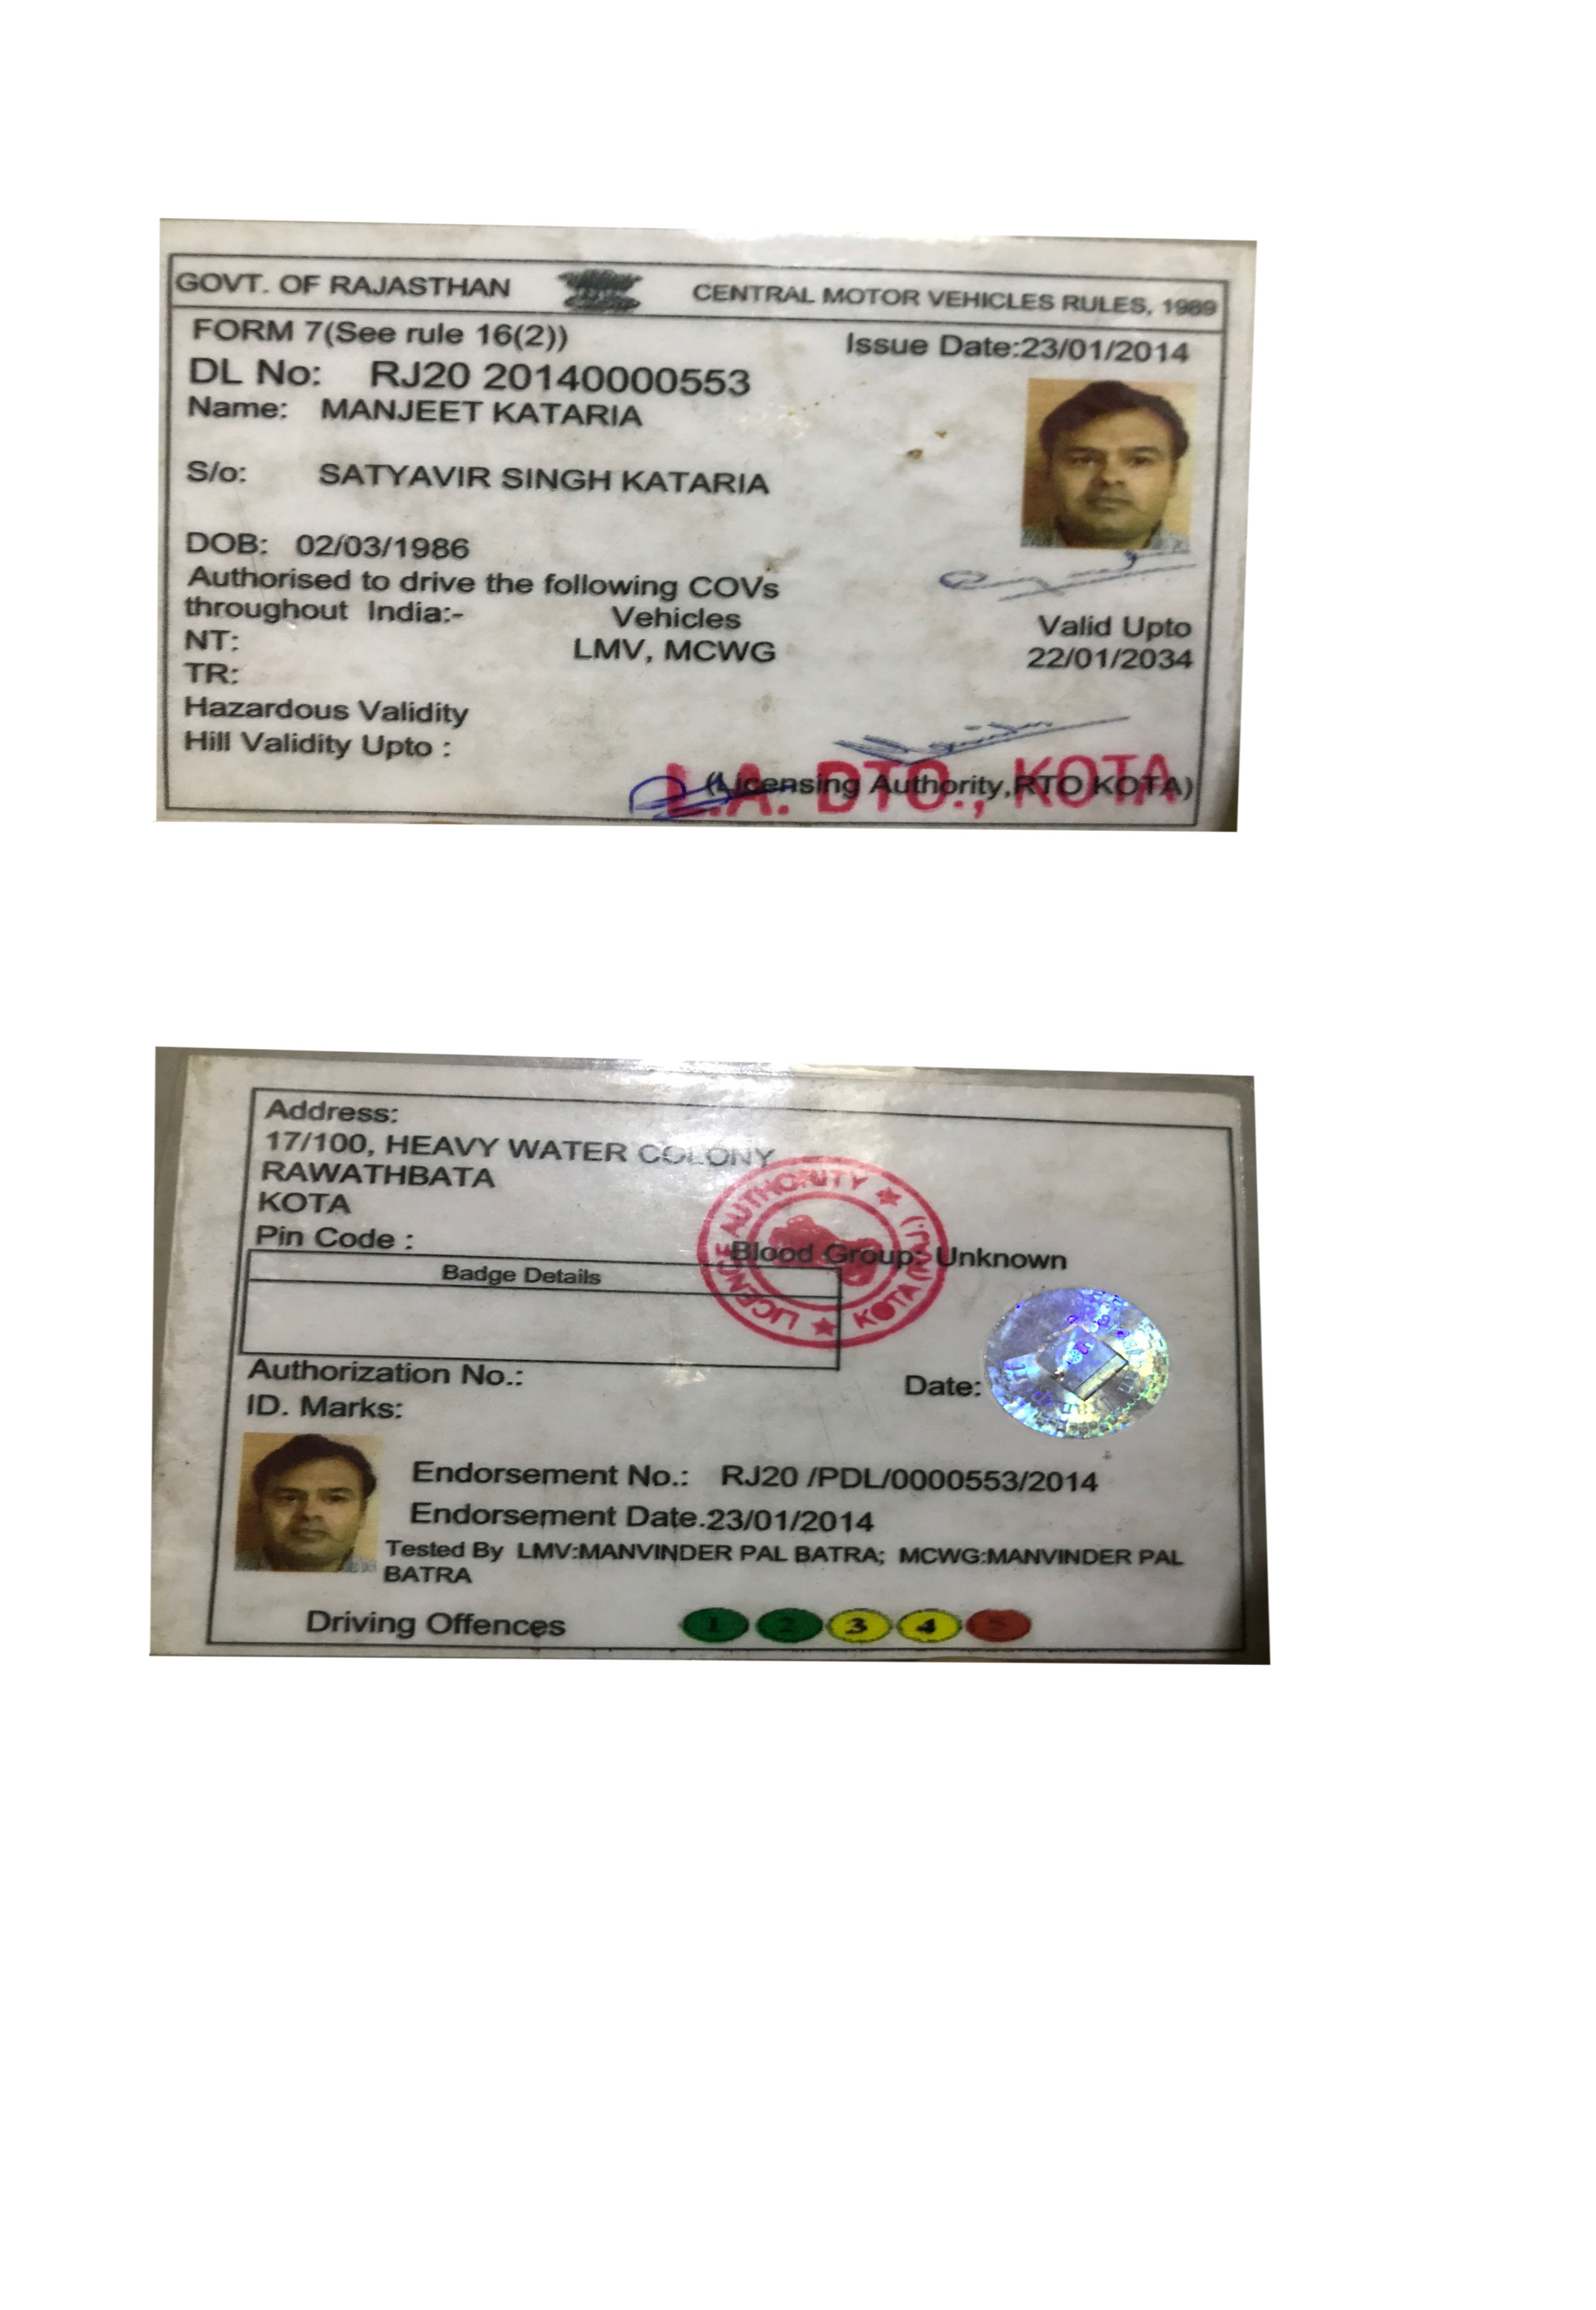 GOVT. OF RAJASTHAN CENTRAL MOTOR VEHICLES RULES, 1989
FORM 7(See rule 16(2)) Issue Date:23/01/2014
DL No: RJ20 20140000553
Name: MANJEET KATARIA
S/o: SATYAVIR SINGH KATARIA
DOB: 02/03/1986
Authorised to drive the following COVs
throughout India:- Vehicles Valid Upto
NT: LMV, MCWG 22/01/2034
TR:
Hazardous Validity
Hill Validity Upto :
(Licensing Authority,RTO KOTA)
L.A. DTO., KOTA
Address:
17/100, HEAVY WATER COLONY
RAWATHBATA
KOTA
Pin Code :
Blood Group: Unknown
LICENCE AUTHORITY ★ KOTA ★
Badge Details
Authorization No.:
Date:
ID. Marks:
Endorsement No.: RJ20 /PDL/0000553/2014
Endorsement Date.23/01/2014
Tested By LMV:MANVINDER PAL BATRA; MCWG:MANVINDER PAL
BATRA
Driving Offences 1 2 3 4 5